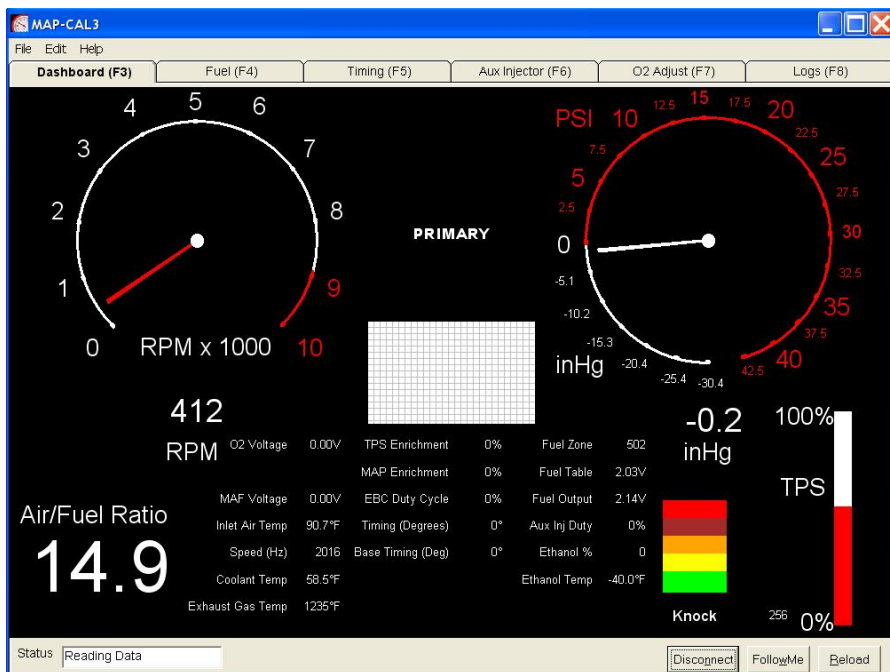 MAP-CAL3
File Edit Help
Dashboard (F3) Fuel (F4) Timing (F5) Aux Injector (F6) O2 Adjust (F7) Logs (F8)
0 1 2 3 4 5 6 7 8 9 10
RPM x 1000
412
RPM
PRIMARY
PSI
42.5 40 37.5 35 32.5 30 27.5 25 22.5 20 17.5 15 12.5 10 7.5 5 2.5 0 -5.1 -10.2 -15.3 -20.4 -25.4 -30.4
inHg
-0.2
inHg
O2 Voltage 0.00V TPS Enrichment 0% Fuel Zone 502
MAP Enrichment 0% Fuel Table 2.03V
MAF Voltage 0.00V EBC Duty Cycle 0% Fuel Output 2.14V
Inlet Air Temp 90.7°F Timing (Degrees) 0° Aux Inj Duty 0%
Speed (Hz) 2016 Base Timing (Deg) 0° Ethanol % 0
Coolant Temp 58.5°F Ethanol Temp -40.0°F
Exhaust Gas Temp 1235°F
Air/Fuel Ratio
14.9
Knock
100%
TPS
256 0%
Status Reading Data Disconnect FollowMe Reload